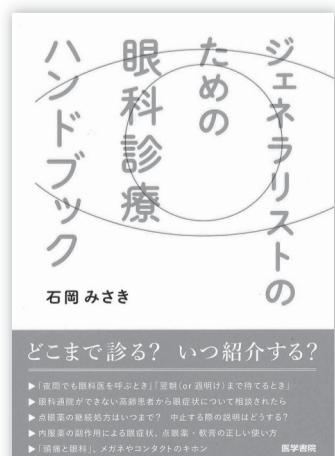 ジェネラリストの
ための
眼科診療
ハンドブック
石岡 みさき
どこまで診る? いつ紹介する?
▶「夜間でも眼科医を呼ぶとき」「翌朝(or 週明け)まで待てるとき」
▶眼科通院ができない高齢患者から眼症状について相談されたら
▶点眼薬の継続処方はいつまで? 中止する際の説明はどうする?
▶内服薬の副作用による眼症状、点眼薬・軟膏の正しい使い方
▶「頭痛と眼科」、メガネやコンタクトのキホン
医学書院